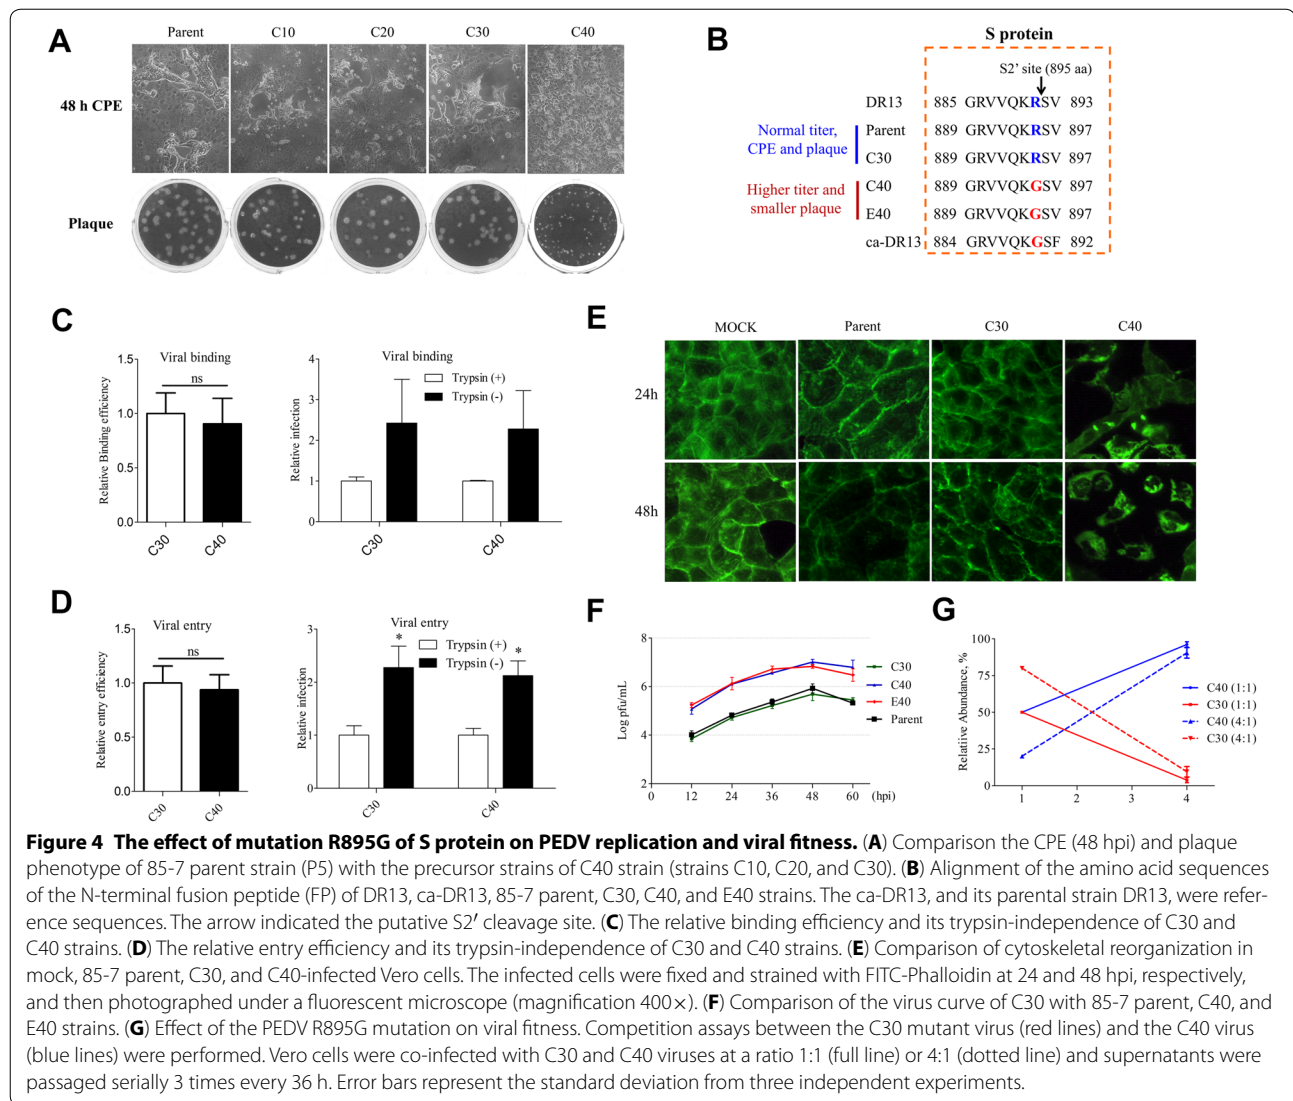 A
Parent C10 C20 C30 C40
48 h CPE
Plaque
B
S protein
S2' site (895 aa)
DR13 885 GRVVQKRSV 893
Normal titer,
CPE and plaque
Parent 889 GRVVQKRSV 897
C30 889 GRVVQKRSV 897
Higher titer and
smaller plaque
C40 889 GRVVQKGSV 897
E40 889 GRVVQKGSV 897
ca-DR13 884 GRVVQKGSF 892
C
Viral binding
ns
Relative Binding efficiency
1.5
1.0
0.5
0.0
C30 C40
Viral binding
Trypsin (+)
Trypsin (-)
Relative infection
4
3
2
1
0
C30 C40
D
Viral entry
ns
Relative entry efficiency
1.5
1.0
0.5
0.0
C30 C40
Viral entry
Trypsin (+)
Trypsin (-)
* *
Relative infection
3
2
1
0
C30 C40
E
MOCK Parent C30 C40
24h
48h
F
Log pfu/mL
8
6
4
2
0 12 24 36 48 60 (hpi)
C30
C40
E40
Parent
G
Relatiive Abundance, %
100
75
50
25
0
1 2 3 4
C40 (1:1)
C30 (1:1)
C40 (4:1)
C30 (4:1)
Figure 4 The effect of mutation R895G of S protein on PEDV replication and viral fitness. (A) Comparison the CPE (48 hpi) and plaque
phenotype of 85-7 parent strain (P5) with the precursor strains of C40 strain (strains C10, C20, and C30). (B) Alignment of the amino acid sequences
of the N-terminal fusion peptide (FP) of DR13, ca-DR13, 85-7 parent, C30, C40, and E40 strains. The ca-DR13, and its parental strain DR13, were refer-
ence sequences. The arrow indicated the putative S2′ cleavage site. (C) The relative binding efficiency and its trypsin-independence of C30 and
C40 strains. (D) The relative entry efficiency and its trypsin-independence of C30 and C40 strains. (E) Comparison of cytoskeletal reorganization in
mock, 85-7 parent, C30, and C40-infected Vero cells. The infected cells were fixed and strained with FITC-Phalloidin at 24 and 48 hpi, respectively,
and then photographed under a fluorescent microscope (magnification 400×). (F) Comparison of the virus curve of C30 with 85-7 parent, C40, and
E40 strains. (G) Effect of the PEDV R895G mutation on viral fitness. Competition assays between the C30 mutant virus (red lines) and the C40 virus
(blue lines) were performed. Vero cells were co-infected with C30 and C40 viruses at a ratio 1:1 (full line) or 4:1 (dotted line) and supernatants were
passaged serially 3 times every 36 h. Error bars represent the standard deviation from three independent experiments.